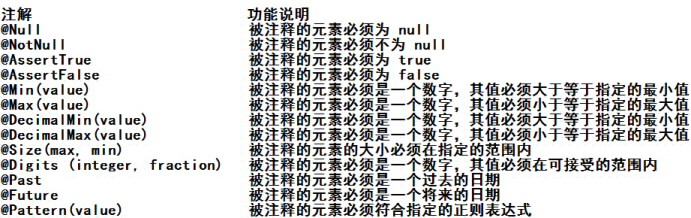 注解 功能说明
@Null 被注释的元素必须为 null
@NotNull 被注释的元素必须不为 null
@AssertTrue 被注释的元素必须为 true
@AssertFalse 被注释的元素必须为 false
@Min(value) 被注释的元素必须是一个数字，其值必须大于等于指定的最小值
@Max(value) 被注释的元素必须是一个数字，其值必须小于等于指定的最大值
@DecimalMin(value) 被注释的元素必须是一个数字，其值必须大于等于指定的最小值
@DecimalMax(value) 被注释的元素必须是一个数字，其值必须小于等于指定的最大值
@Size(max, min) 被注释的元素的大小必须在指定的范围内
@Digits (integer, fraction) 被注释的元素必须是一个数字，其值必须在可接受的范围内
@Past 被注释的元素必须是一个过去的日期
@Future 被注释的元素必须是一个将来的日期
@Pattern(value) 被注释的元素必须符合指定的正则表达式